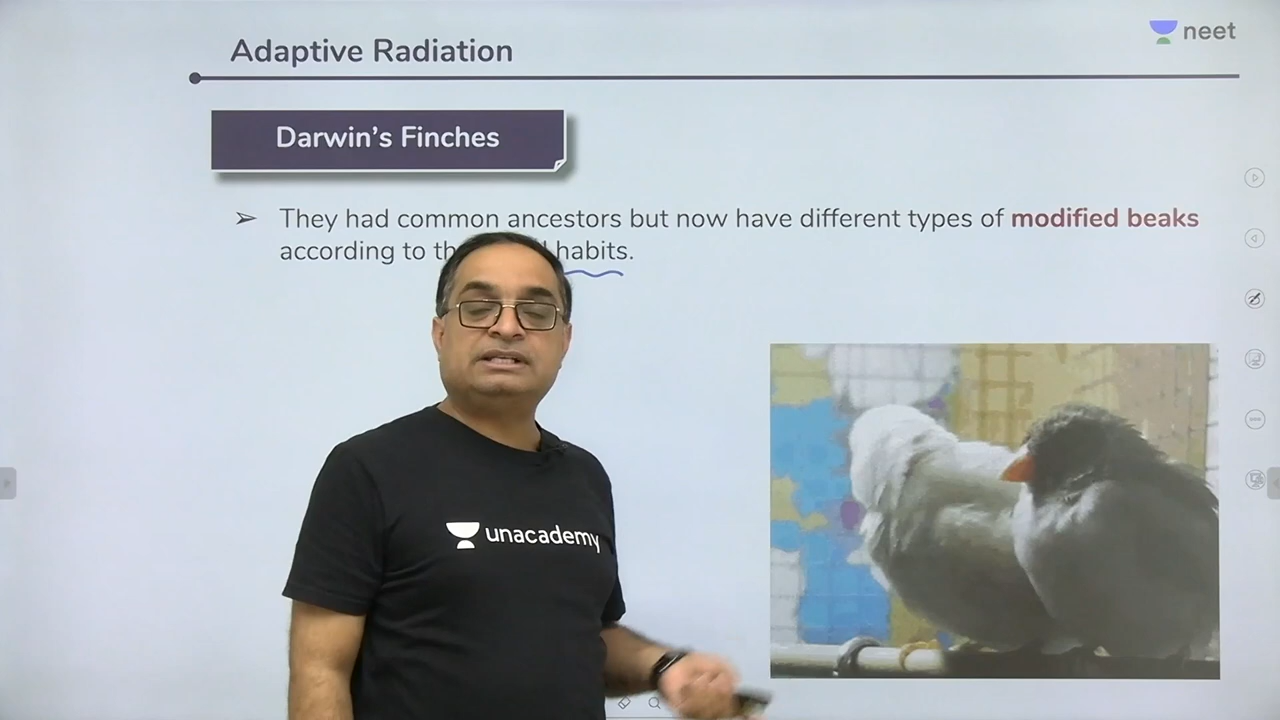 Adaptive Radiation
neet
Darwin's Finches
➢ They had common ancestors but now have different types of modified beaks
according to habits.
unacademy